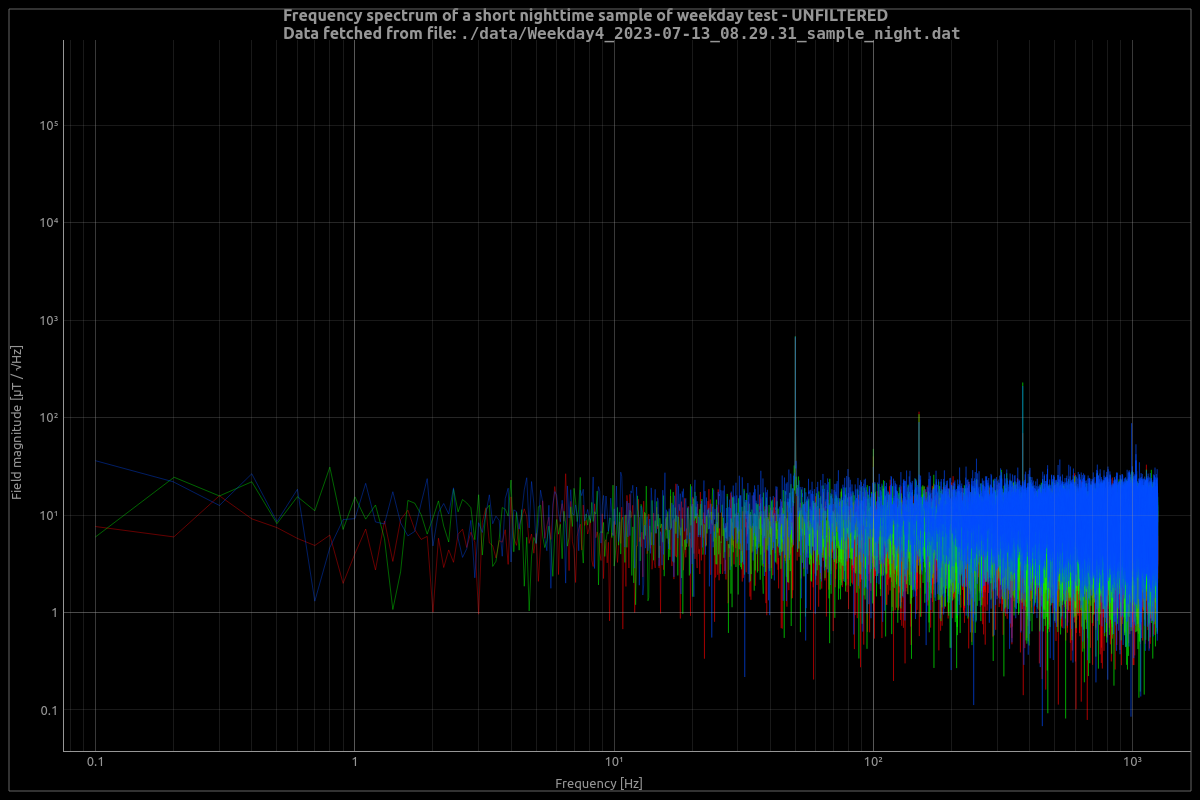 Frequency spectrum of a short nighttime sample of weekday test - UNFILTERED
Data fetched from file: ./data/Weekday4_2023-07-13_08.29.31_sample_night.dat
10⁵
10⁴
10³
10²
10¹
1
0.1
Field magnitude [µT / √Hz]
0.1 1 10¹ 10² 10³
Frequency [Hz]